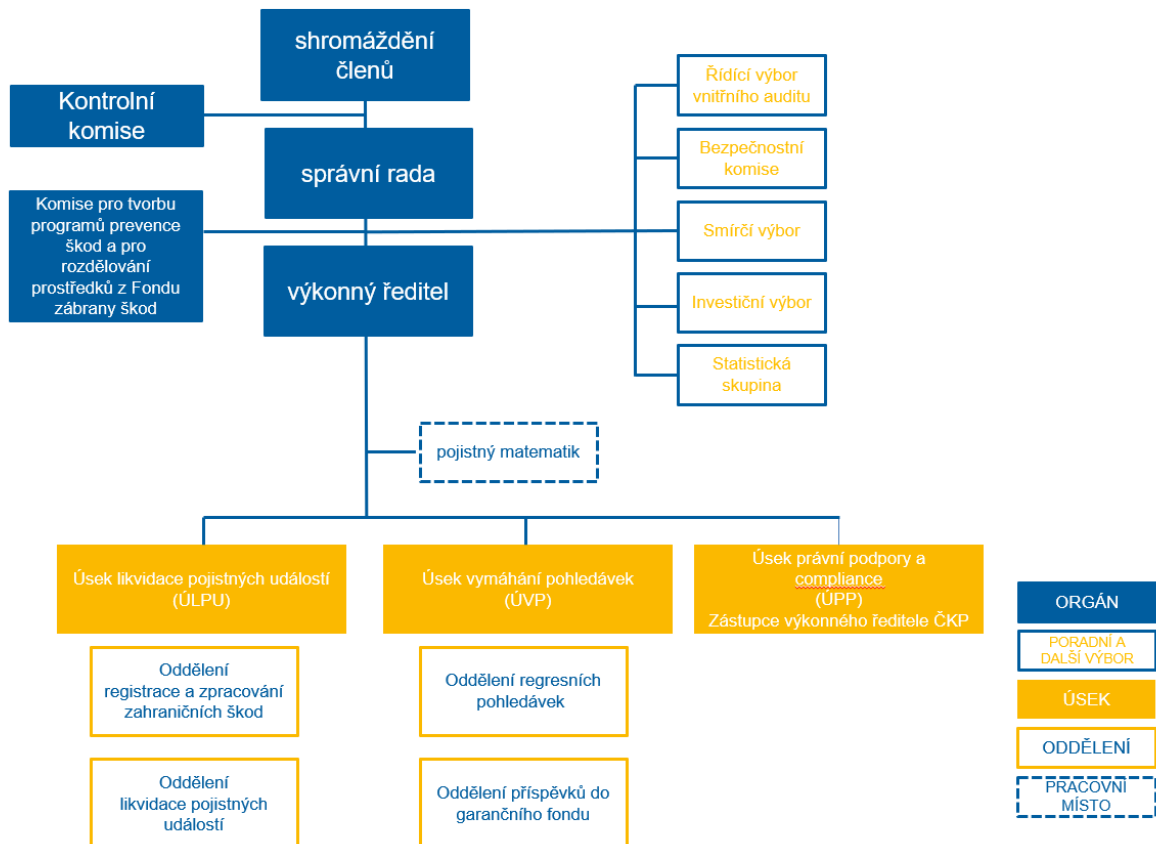 shromáždění
členů
Kontrolní
komise
správní rada
Komise pro tvorbu
programů prevence
škod a pro
rozdělování
prostředků z Fondu
zábrany škod
výkonný ředitel
Řídící výbor
vnitřního auditu
Bezpečnostní
komise
Smírčí výbor
Investiční výbor
Statistická
skupina
pojistný matematik
Úsek likvidace pojistných událostí
(ÚLPU)
Oddělení
registrace a zpracování
zahraničních škod
Oddělení
likvidace pojistných
událostí
Úsek vymáhání pohledávek
(ÚVP)
Oddělení regresních
pohledávek
Oddělení příspěvků do
garančního fondu
Úsek právní podpory a
compliance
(ÚPP)
Zástupce výkonného ředitele ČKP
ORGÁN
PORADNÍ A
DALŠÍ VÝBOR
ÚSEK
ODDĚLENÍ
PRACOVNÍ
MÍSTO